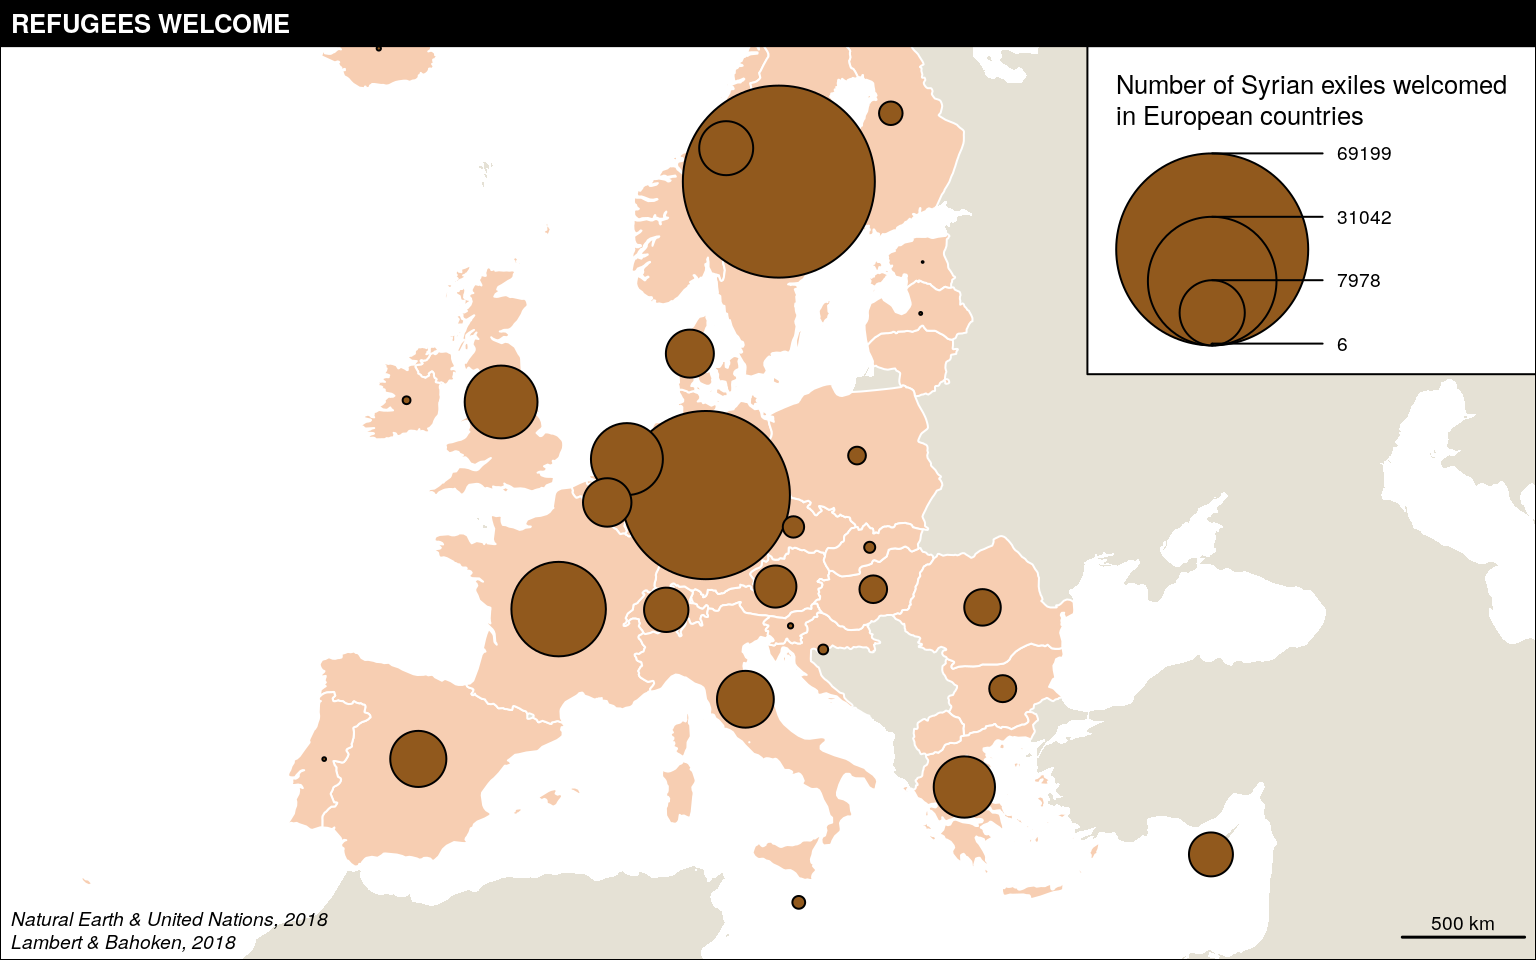 REFUGEES WELCOME
Number of Syrian exiles welcomed
in European countries
69199
31042
7978
6
Natural Earth & United Nations, 2018
Lambert & Bahoken, 2018
500 km